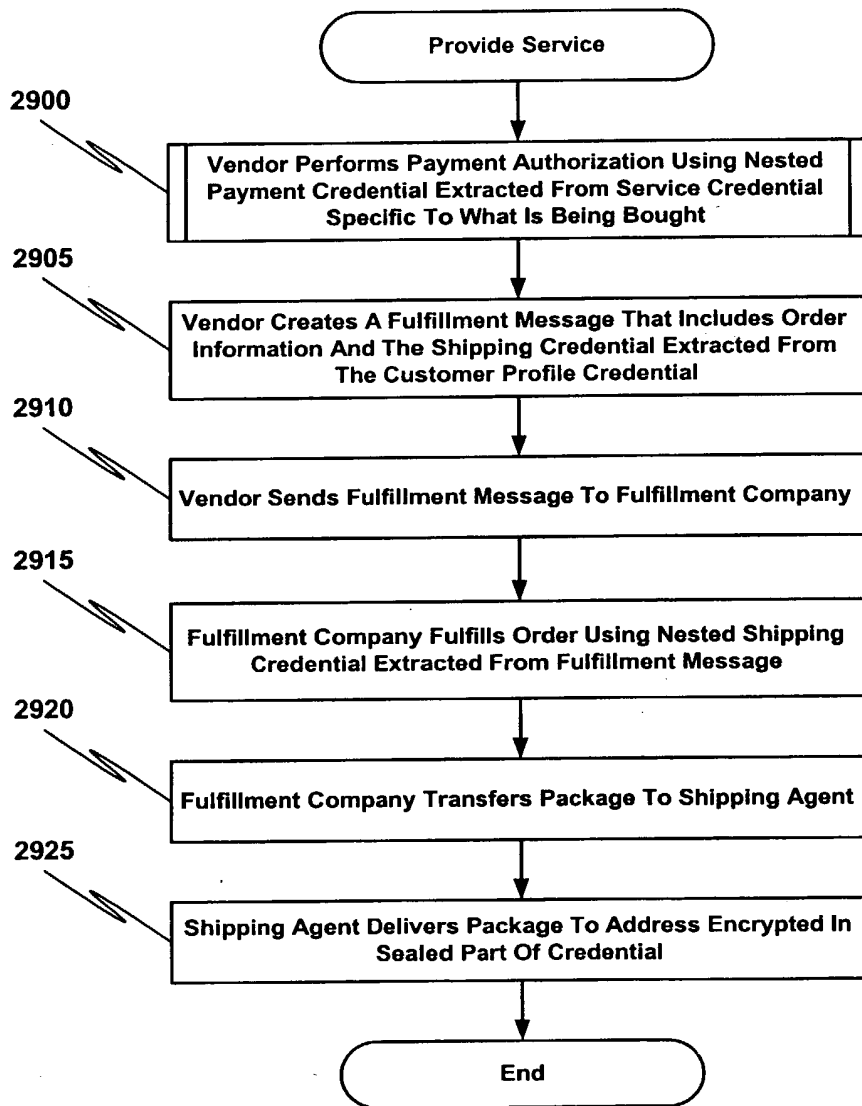 Provide Service
2900
Vendor Performs Payment Authorization Using Nested
Payment Credential Extracted From Service Credential
Specific To What Is Being Bought
2905
Vendor Creates A Fulfillment Message That Includes Order
Information And The Shipping Credential Extracted From
The Customer Profile Credential
2910
Vendor Sends Fulfillment Message To Fulfillment Company
2915
Fulfillment Company Fulfills Order Using Nested Shipping
Credential Extracted From Fulfillment Message
2920
Fulfillment Company Transfers Package To Shipping Agent
2925
Shipping Agent Delivers Package To Address Encrypted In
Sealed Part Of Credential
End